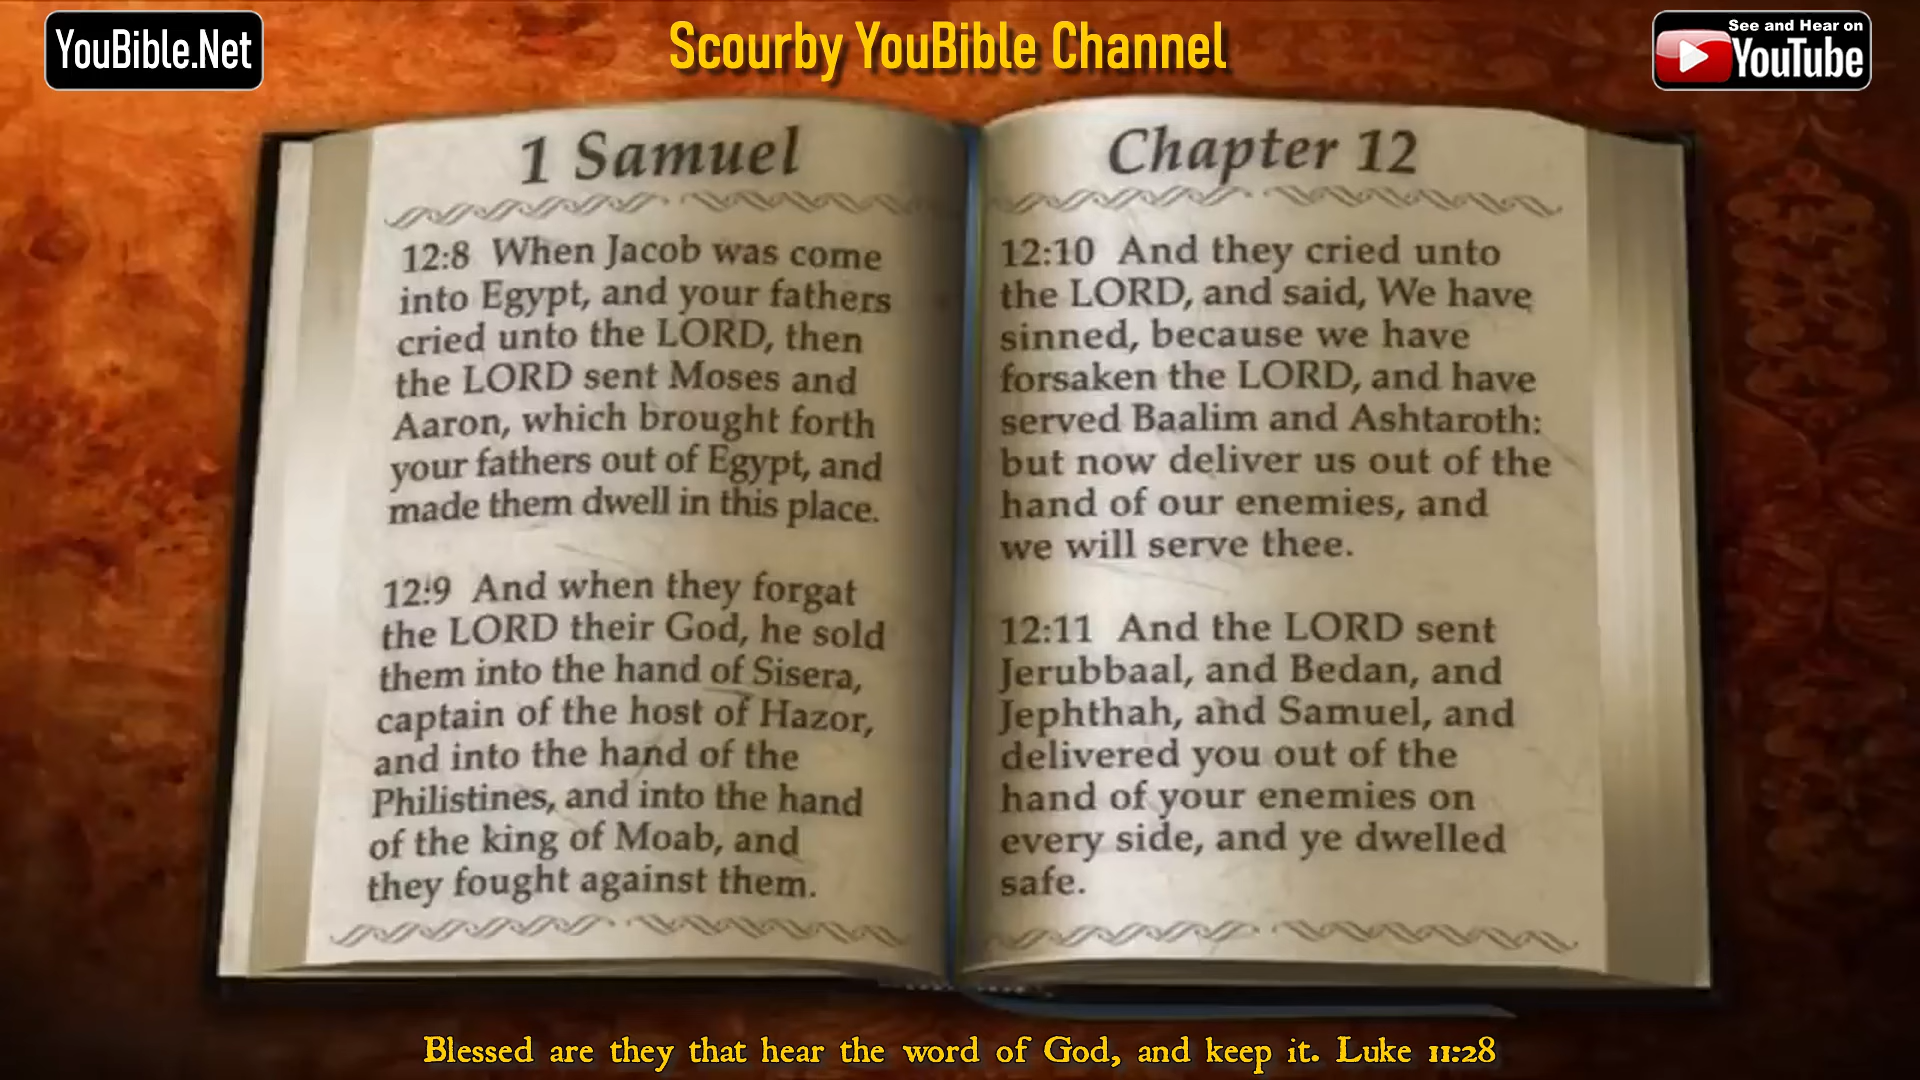 YouBible.Net
Scourby YouBible Channel
See and Hear on
YouTube
1 Samuel
12:8 When Jacob was come
into Egypt, and your fathers
cried unto the LORD, then
the LORD sent Moses and
Aaron, which brought forth
your fathers out of Egypt, and
made them dwell in this place.
12:9 And when they forgat
the LORD their God, he sold
them into the hand of Sisera,
captain of the host of Hazor,
and into the hand of the
Philistines, and into the hand
of the king of Moab, and
they fought against them.
Chapter 12
12:10 And they cried unto
the LORD, and said, We have
sinned, because we have
forsaken the LORD, and have
served Baalim and Ashtaroth:
but now deliver us out of the
hand of our enemies, and
we will serve thee.
12:11 And the LORD sent
Jerubbaal, and Bedan, and
Jephthah, and Samuel, and
delivered you out of the
hand of your enemies on
every side, and ye dwelled
safe.
Blessed are they that hear the word of God, and keep it. Luke 11:28